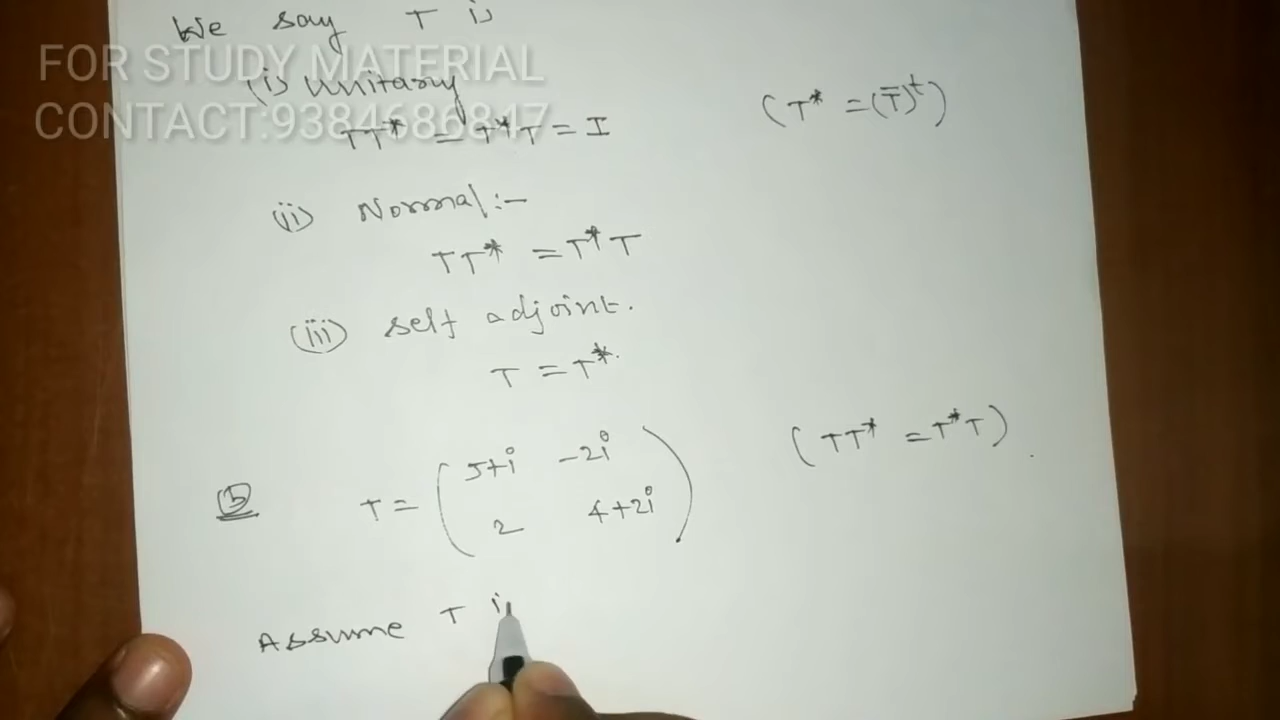 We say T is
FOR STUDY MATERIAL
(i) Unitary
CONTACT:9384686817
TT* = T*T = I
(T* = (T̅)ᵗ)
(ii) Normal:-
TT* = T*T
(iii) self adjoint.
T = T*.
(TT* = T*T)
T = ( 5+i -2i
2 4+2i )
Assume T i